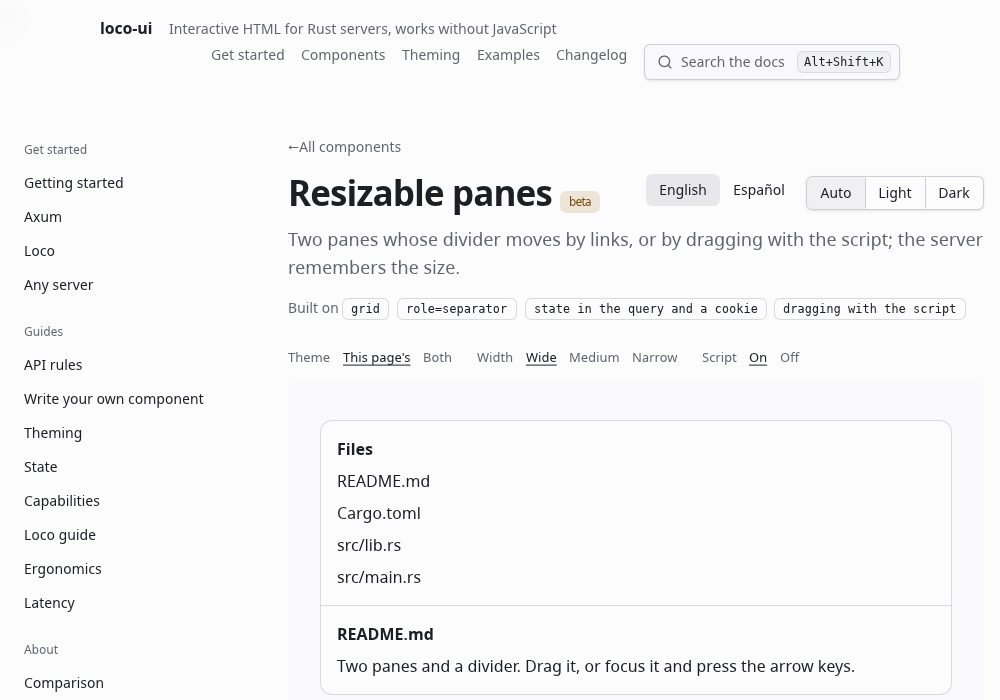 loco-ui Interactive HTML for Rust servers, works without JavaScript
Get started Components Theming Examples Changelog Search the docs Alt+Shift+K
←All components
Resizable panes beta English Español Auto Light Dark
Two panes whose divider moves by links, or by dragging with the script; the server
remembers the size.
Built on grid role=separator state in the query and a cookie dragging with the script
Theme This page's Both Width Wide Medium Narrow Script On Off
Files
README.md
Cargo.toml
src/lib.rs
src/main.rs
README.md
Two panes and a divider. Drag it, or focus it and press the arrow keys.
Get started
Getting started
Axum
Loco
Any server
Guides
API rules
Write your own component
Theming
State
Capabilities
Loco guide
Ergonomics
Latency
About
Comparison